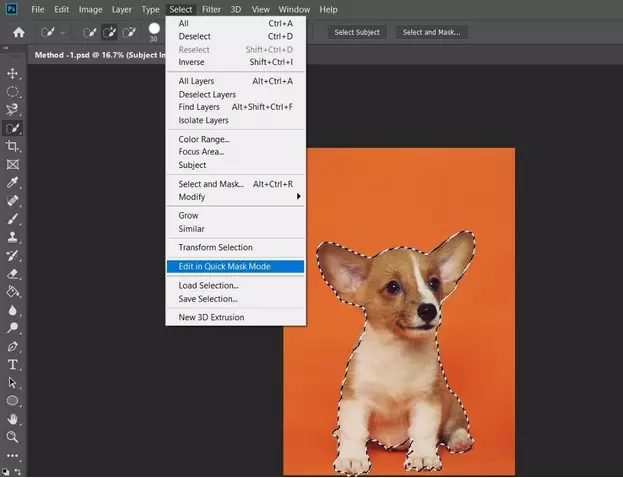 Ps File Edit Image Layer Type Select Filter 3D View Window Help
30 Select Subject Select and Mask...
Method -1.psd @ 16.7% (Subject
All Ctrl+A
Deselect Ctrl+D
Reselect Shift+Ctrl+D
Inverse Shift+Ctrl+I
All Layers Alt+Ctrl+A
Deselect Layers
Find Layers Alt+Shift+Ctrl+F
Isolate Layers
Color Range...
Focus Area...
Subject
Select and Mask... Alt+Ctrl+R
Modify
Grow
Similar
Transform Selection
Edit in Quick Mask Mode
Load Selection...
Save Selection...
New 3D Extrusion
T